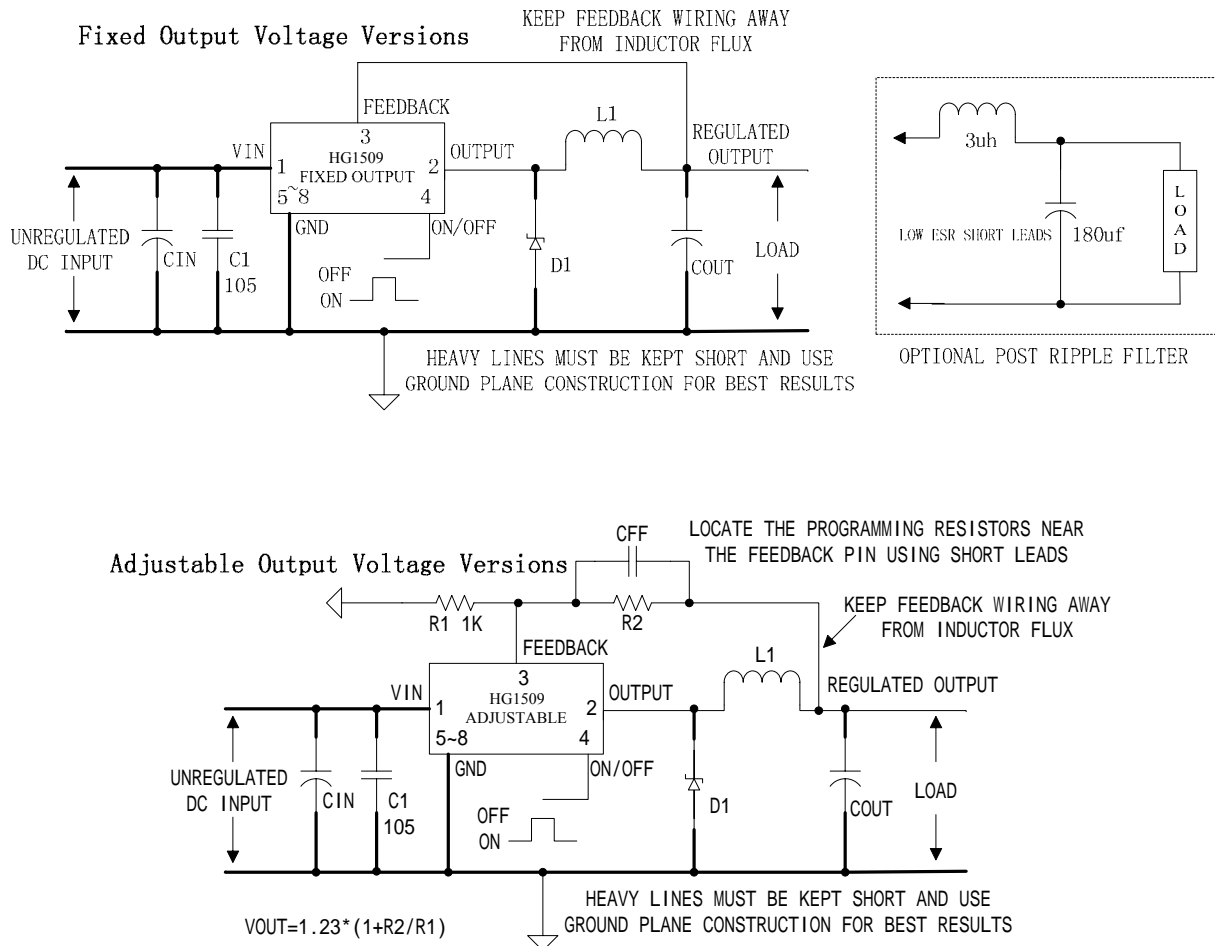 Fixed Output Voltage Versions
KEEP FEEDBACK WIRING AWAY
FROM INDUCTOR FLUX
FEEDBACK
3
HG1509
FIXED OUTPUT
VIN
1
5~8
GND
OUTPUT
2
4
ON/OFF
L1
REGULATED
OUTPUT
UNREGULATED
DC INPUT
CIN
C1
105
OFF
ON
D1
COUT
LOAD
HEAVY LINES MUST BE KEPT SHORT AND USE
GROUND PLANE CONSTRUCTION FOR BEST RESULTS
3uh
LOW ESR SHORT LEADS
180uf
LOAD
OPTIONAL POST RIPPLE FILTER
Adjustable Output Voltage Versions
CFF
LOCATE THE PROGRAMMING RESISTORS NEAR
THE FEEDBACK PIN USING SHORT LEADS
R1 1K
R2
KEEP FEEDBACK WIRING AWAY
FROM INDUCTOR FLUX
FEEDBACK
3
HG1509
ADJUSTABLE
VIN
1
5~8
GND
OUTPUT
2
4
ON/OFF
L1
REGULATED OUTPUT
UNREGULATED
DC INPUT
CIN
C1
105
OFF
ON
D1
COUT
LOAD
HEAVY LINES MUST BE KEPT SHORT AND USE
GROUND PLANE CONSTRUCTION FOR BEST RESULTS
VOUT=1.23*(1+R2/R1)